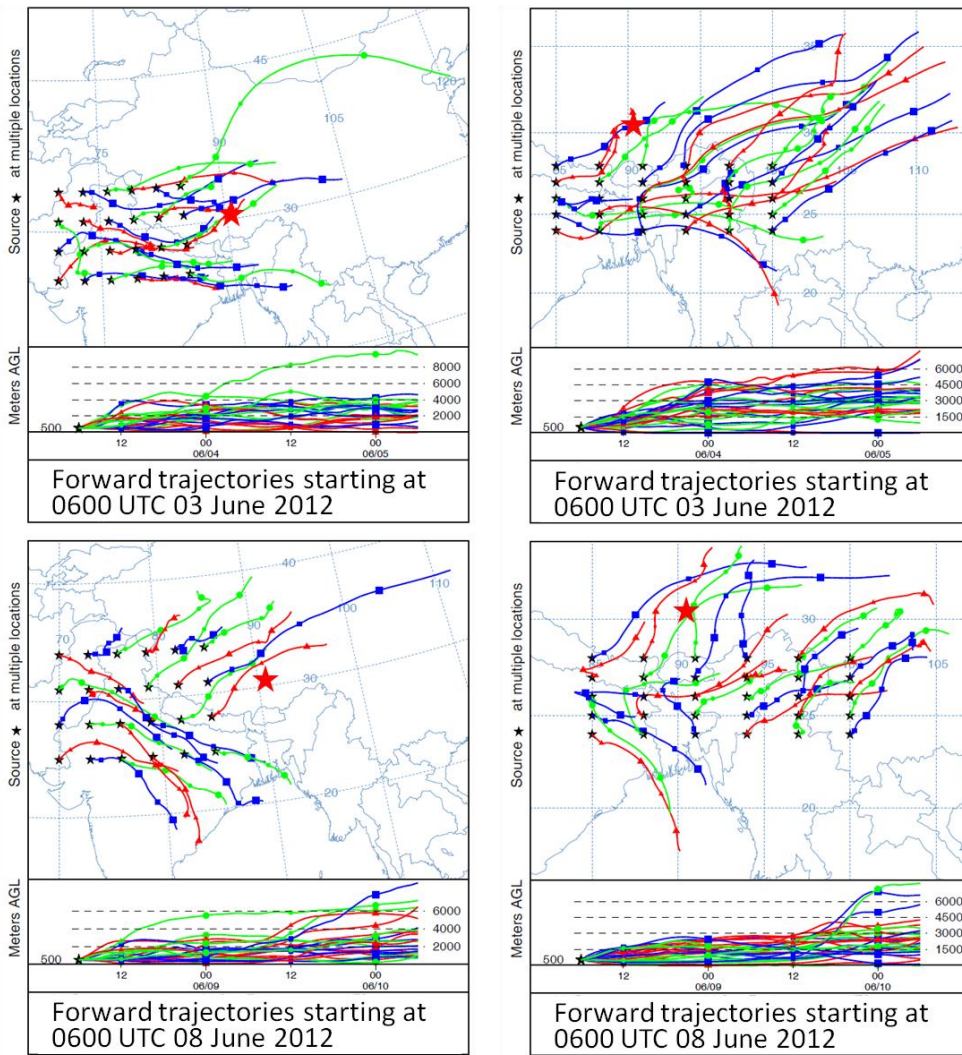 Source ★ at multiple locations
45
120
105
90
75
30
Meters AGL
8000
6000
4000
2000
500
12 00 12 00
06/04 06/05
Forward trajectories starting at
0600 UTC 03 June 2012
Source ★ at multiple locations
30
85 90 105 110
25
20
Meters AGL
6000
4500
3000
1500
500
12 00 12 00
06/04 06/05
Forward trajectories starting at
0600 UTC 03 June 2012
Source ★ at multiple locations
40
110
100
90
70
30
20
Meters AGL
6000
4000
2000
500
12 00 12 00
06/09 06/10
Forward trajectories starting at
0600 UTC 08 June 2012
Source ★ at multiple locations
30
85 90 95 105
25
20
Meters AGL
6000
4500
3000
1500
500
12 00 12 00
06/09 06/10
Forward trajectories starting at
0600 UTC 08 June 2012